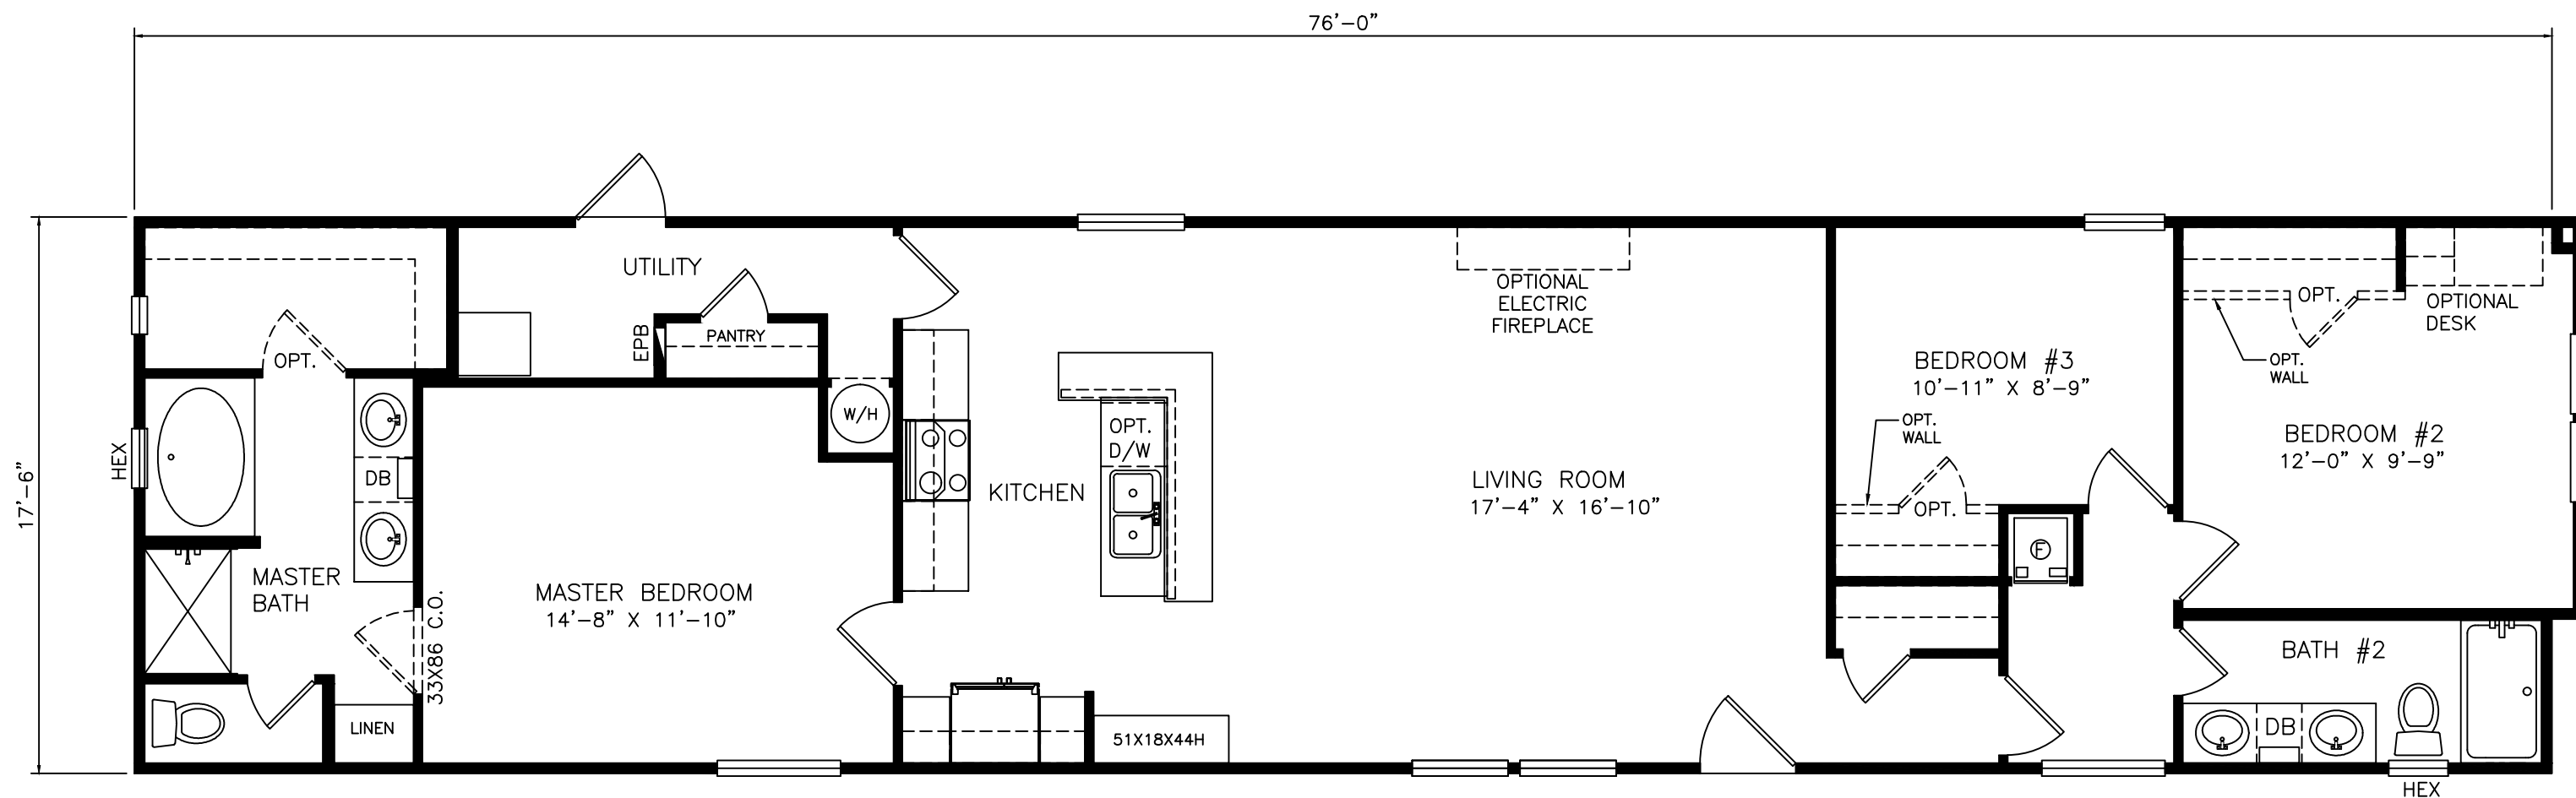 76'-0"
17'-6"
HEX
OPT.
DB
MASTER
BATH
33X86 C.O.
LINEN
UTILITY
EPB
PANTRY
W/H
MASTER BEDROOM
14'-8" X 11'-10"
KITCHEN
OPT.
D/W
51X18X44H
OPTIONAL
ELECTRIC
FIREPLACE
LIVING ROOM
17'-4" X 16'-10"
BEDROOM #3
10'-11" X 8'-9"
OPT.
WALL
OPT.
F
OPT.
OPTIONAL
DESK
OPT.
WALL
BEDROOM #2
12'-0" X 9'-9"
BATH #2
DB
HEX